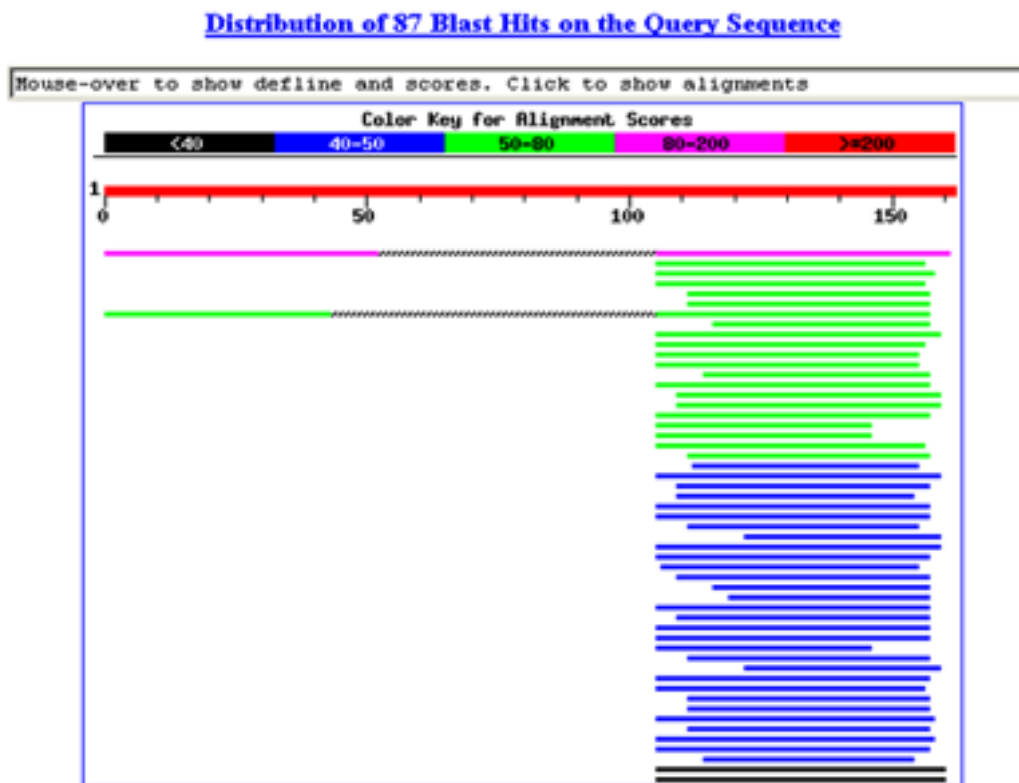 Distribution of 87 Blast Hits on the Query Sequence
Mouse-over to show defline and scores. Click to show alignments
Color Key for Alignment Scores
<40 40-50 50-80 80-200 >=200
1
0 50 100 150